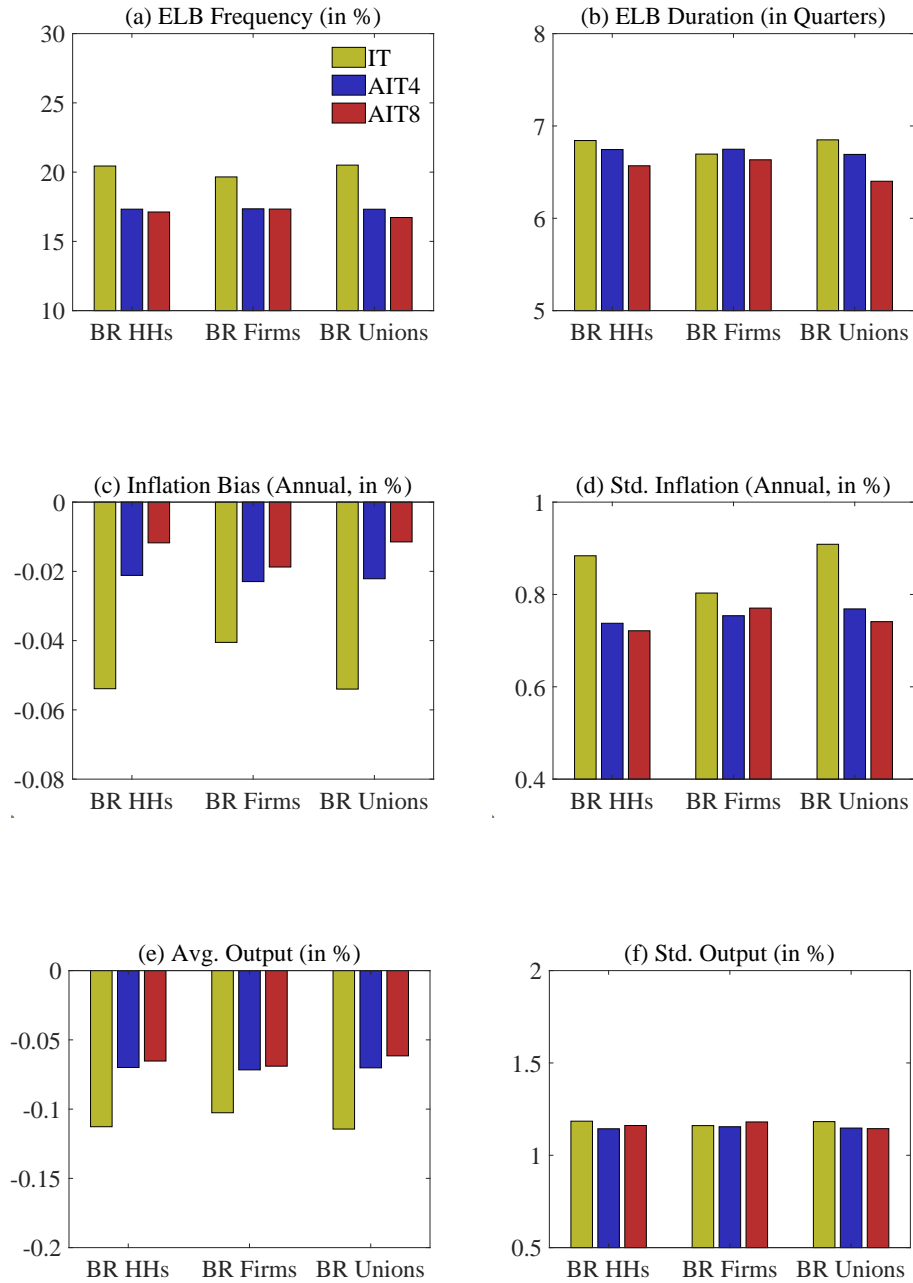 (a) ELB Frequency (in %)
30
25
20
15
10
IT
AIT4
AIT8
BR HHs BR Firms BR Unions
(b) ELB Duration (in Quarters)
8
7
6
5
BR HHs BR Firms BR Unions
(c) Inflation Bias (Annual, in %)
0
-0.02
-0.04
-0.06
-0.08
BR HHs BR Firms BR Unions
(d) Std. Inflation (Annual, in %)
1
0.8
0.6
0.4
BR HHs BR Firms BR Unions
(e) Avg. Output (in %)
0
-0.05
-0.1
-0.15
-0.2
BR HHs BR Firms BR Unions
(f) Std. Output (in %)
2
1.5
1
0.5
BR HHs BR Firms BR Unions